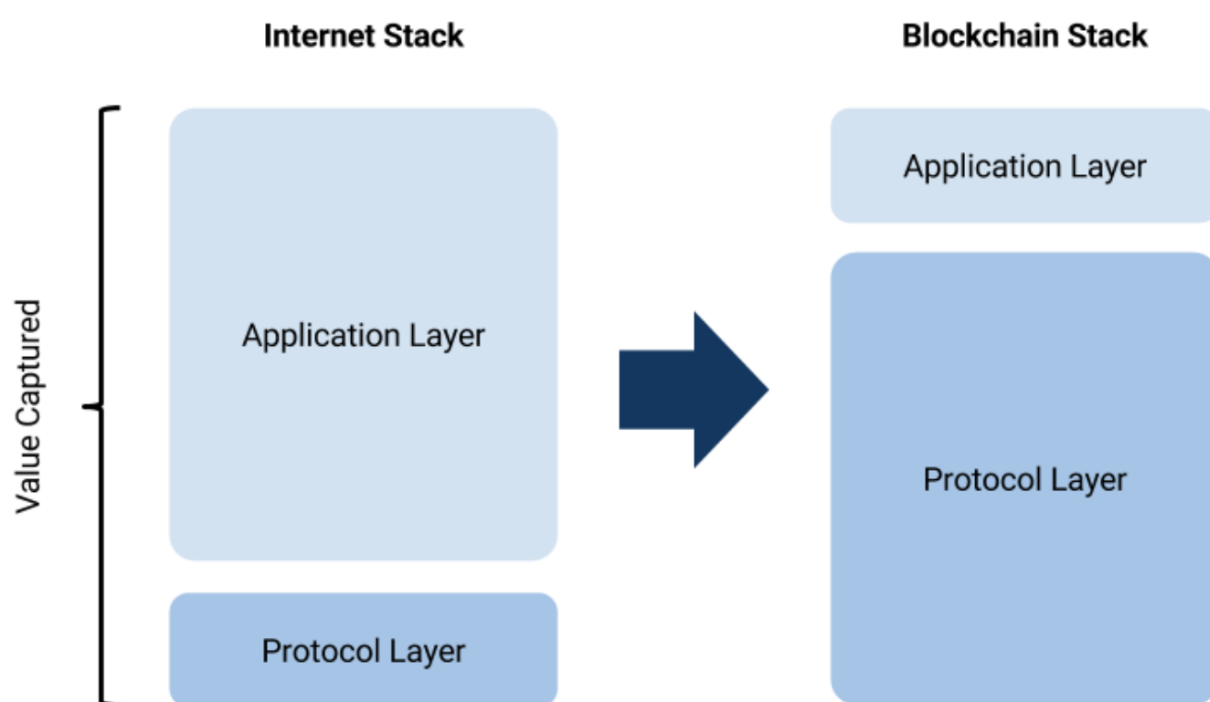 Internet Stack
Blockchain Stack
Value Captured
Application Layer
Protocol Layer
Application Layer
Protocol Layer